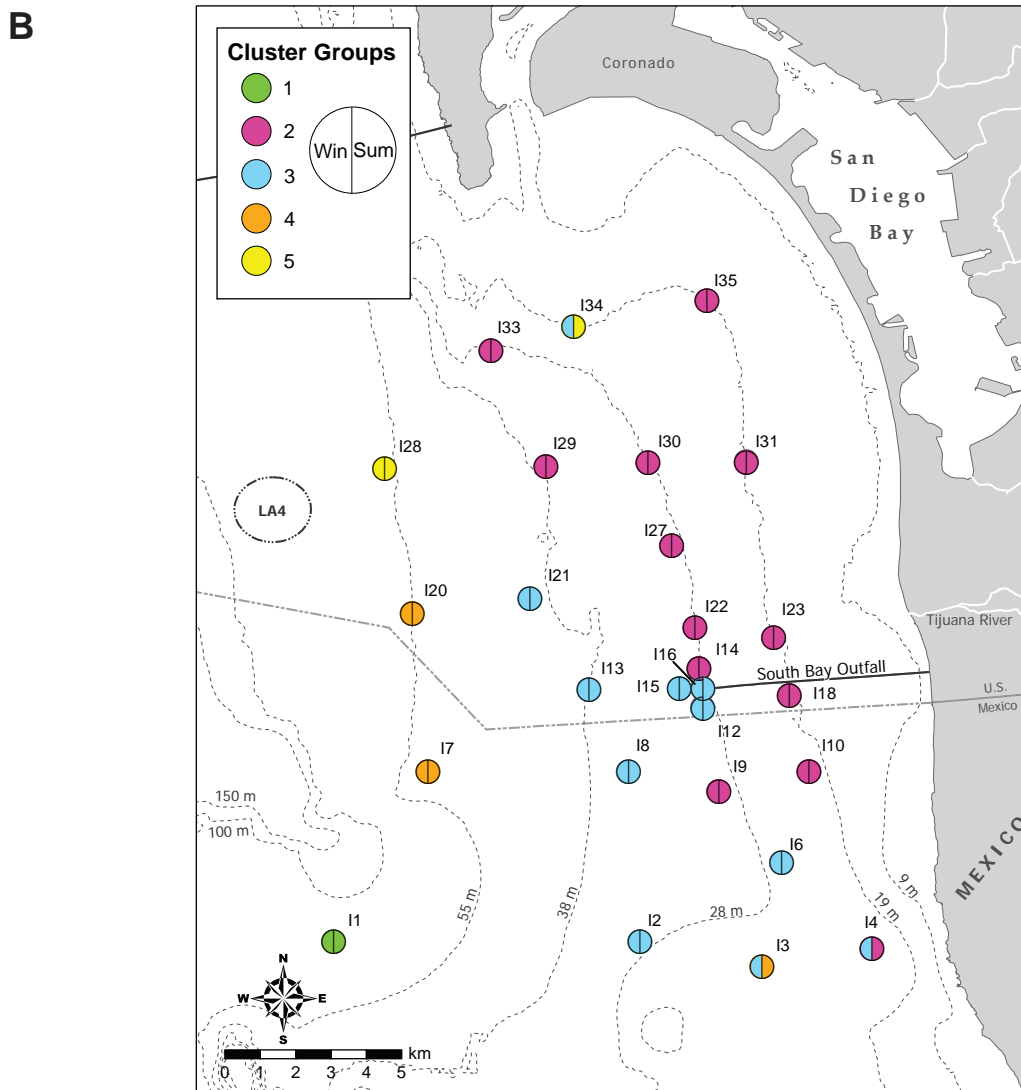 B
Cluster Groups
1
2
3
4
5
Win
Sum
Coronado
San
Diego
Bay
I35
I34
I33
I28
I29
I30
I31
LA4
I27
I21
I20
I22
I23
Tijuana River
I14
I16
South Bay Outfall
I13
I15
I18
U.S.
Mexico
I12
I7
I8
I10
I9
150 m
100 m
MEXICO
I6
55 m
38 m
28 m
19 m
9 m
I1
I2
I3
I4
N
W
E
S
km
0 1 2 3 4 5